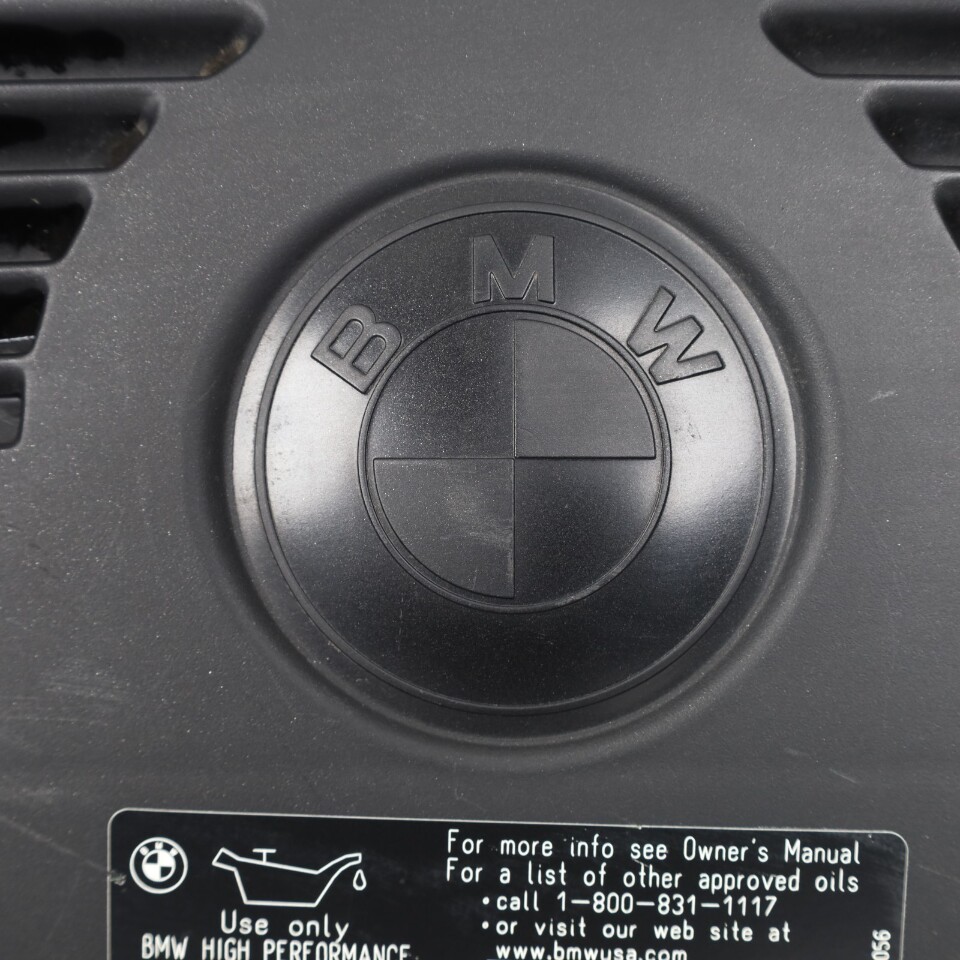 BMW
Use only
BMW HIGH PERFORMANCE
For more info see Owner's Manual
For a list of other approved oils
•call 1-800-831-1117
•or visit our web site at
www.bmwusa.com
056